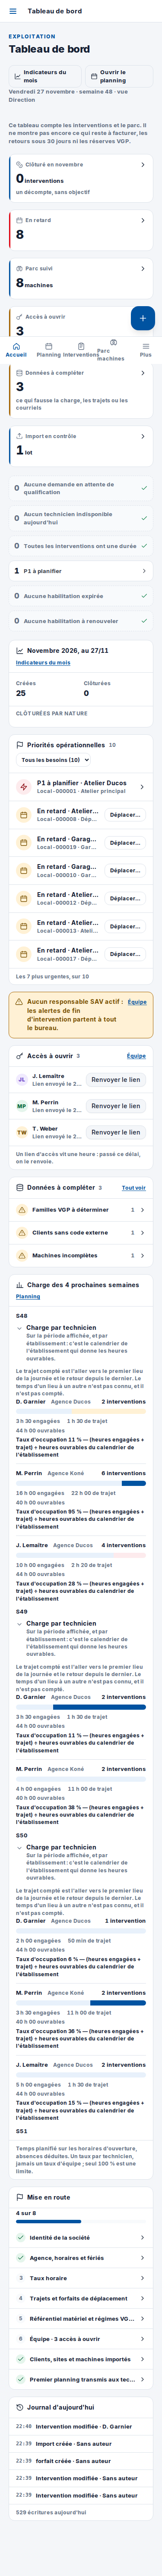 Tableau de bord
EXPLOITATION
Tableau de bord
Indicateurs du
mois
Ouvrir le
planning
Vendredi 27 novembre · semaine 48 · vue
Direction
Ce tableau compte les interventions et le parc. Il
ne montre pas encore ce qui reste à facturer, les
retours sous 30 jours ni les réserves VGP.
Clôturé en novembre
0 interventions
un décompte, sans objectif
En retard
8
Parc suivi
8 machines
Accès à ouvrir
3
Accueil
Planning
Interventions
Parc
machines
Plus
Données à compléter
3
ce qui fausse la charge, les trajets ou les
courriels
Import en contrôle
1 lot
0 Aucune demande en attente de
qualification
0 Aucun technicien indisponible
aujourd'hui
0 Toutes les interventions ont une durée
1 P1 à planifier
0 Aucune habilitation expirée
0 Aucune habilitation à renouveler
Novembre 2026, au 27/11
Indicateurs du mois
Créées
25
Clôturées
0
CLÔTURÉES PAR NATURE
Priorités opérationnelles 10
Tous les besoins (10)
P1 à planifier · Atelier Ducos
Local-000001 · Atelier principal
En retard · Atelier...
Local-000008 · Dép...
Déplacer...
En retard · Garag...
Local-000019 · Gar...
Déplacer...
En retard · Garag...
Local-000010 · Gar...
Déplacer...
En retard · Atelier...
Local-000012 · Dép...
Déplacer...
En retard · Atelier...
Local-000013 · Ateli...
Déplacer...
En retard · Atelier...
Local-000017 · Dép...
Déplacer...
Les 7 plus urgentes, sur 10
Aucun responsable SAV actif :
les alertes de fin
d'intervention partent à tout
le bureau.
Équipe
Accès à ouvrir 3
Équipe
JL
J. Lemaître
Lien envoyé le 2...
Renvoyer le lien
MP
M. Perrin
Lien envoyé le 2...
Renvoyer le lien
TW
T. Weber
Lien envoyé le 2...
Renvoyer le lien
Un lien d'accès vit une heure : passé ce délai,
on le renvoie.
Données à compléter 3
Tout voir
Familles VGP à déterminer 1
Clients sans code externe 1
Machines incomplètes 1
Charge des 4 prochaines semaines
Planning
S48
Charge par technicien
Sur la période affichée, et par
établissement : c'est le calendrier de
l'établissement qui donne les heures
ouvrables.
Le trajet compté est l'aller vers le premier lieu
de la journée et le retour depuis le dernier. Le
temps d'un lieu à un autre n'est pas connu, et il
n'est pas compté.
D. Garnier Agence Ducos 2 interventions
3 h 30 engagées 1 h 30 de trajet
44 h 00 ouvrables
Taux d'occupation 11 % — (heures engagées +
trajet) ÷ heures ouvrables du calendrier de
l'établissement
M. Perrin Agence Koné 6 interventions
16 h 00 engagées 22 h 00 de trajet
40 h 00 ouvrables
Taux d'occupation 95 % — (heures engagées +
trajet) ÷ heures ouvrables du calendrier de
l'établissement
J. Lemaître Agence Ducos 4 interventions
10 h 00 engagées 2 h 20 de trajet
44 h 00 ouvrables
Taux d'occupation 28 % — (heures engagées +
trajet) ÷ heures ouvrables du calendrier de
l'établissement
S49
Charge par technicien
Sur la période affichée, et par
établissement : c'est le calendrier de
l'établissement qui donne les heures
ouvrables.
Le trajet compté est l'aller vers le premier lieu
de la journée et le retour depuis le dernier. Le
temps d'un lieu à un autre n'est pas connu, et il
n'est pas compté.
D. Garnier Agence Ducos 2 interventions
3 h 30 engagées 1 h 30 de trajet
44 h 00 ouvrables
Taux d'occupation 11 % — (heures engagées +
trajet) ÷ heures ouvrables du calendrier de
l'établissement
M. Perrin Agence Koné 2 interventions
4 h 00 engagées 11 h 00 de trajet
40 h 00 ouvrables
Taux d'occupation 38 % — (heures engagées +
trajet) ÷ heures ouvrables du calendrier de
l'établissement
S50
Charge par technicien
Sur la période affichée, et par
établissement : c'est le calendrier de
l'établissement qui donne les heures
ouvrables.
Le trajet compté est l'aller vers le premier lieu
de la journée et le retour depuis le dernier. Le
temps d'un lieu à un autre n'est pas connu, et il
n'est pas compté.
D. Garnier Agence Ducos 1 intervention
2 h 00 engagées 50 min de trajet
44 h 00 ouvrables
Taux d'occupation 6 % — (heures engagées +
trajet) ÷ heures ouvrables du calendrier de
l'établissement
M. Perrin Agence Koné 2 interventions
3 h 30 engagées 11 h 00 de trajet
40 h 00 ouvrables
Taux d'occupation 36 % — (heures engagées +
trajet) ÷ heures ouvrables du calendrier de
l'établissement
J. Lemaître Agence Ducos 2 interventions
5 h 00 engagées 1 h 30 de trajet
44 h 00 ouvrables
Taux d'occupation 15 % — (heures engagées +
trajet) ÷ heures ouvrables du calendrier de
l'établissement
S51
Temps planifié sur les horaires d'ouverture,
absences déduites. Un taux par technicien,
jamais un taux d'équipe ; seul 100 % est une
limite.
Mise en route
4 sur 8
Identité de la société
Agence, horaires et fériés
3 Taux horaire
4 Trajets et forfaits de déplacement
5 Référentiel matériel et régimes VG...
6 Équipe · 3 accès à ouvrir
Clients, sites et machines importés
Premier planning transmis aux tec...
Journal d'aujourd'hui
22:40 Intervention modifiée · D. Garnier
22:39 Import créée · Sans auteur
22:39 forfait créée · Sans auteur
22:39 Intervention modifiée · Sans auteur
22:39 Intervention modifiée · Sans auteur
529 écritures aujourd'hui